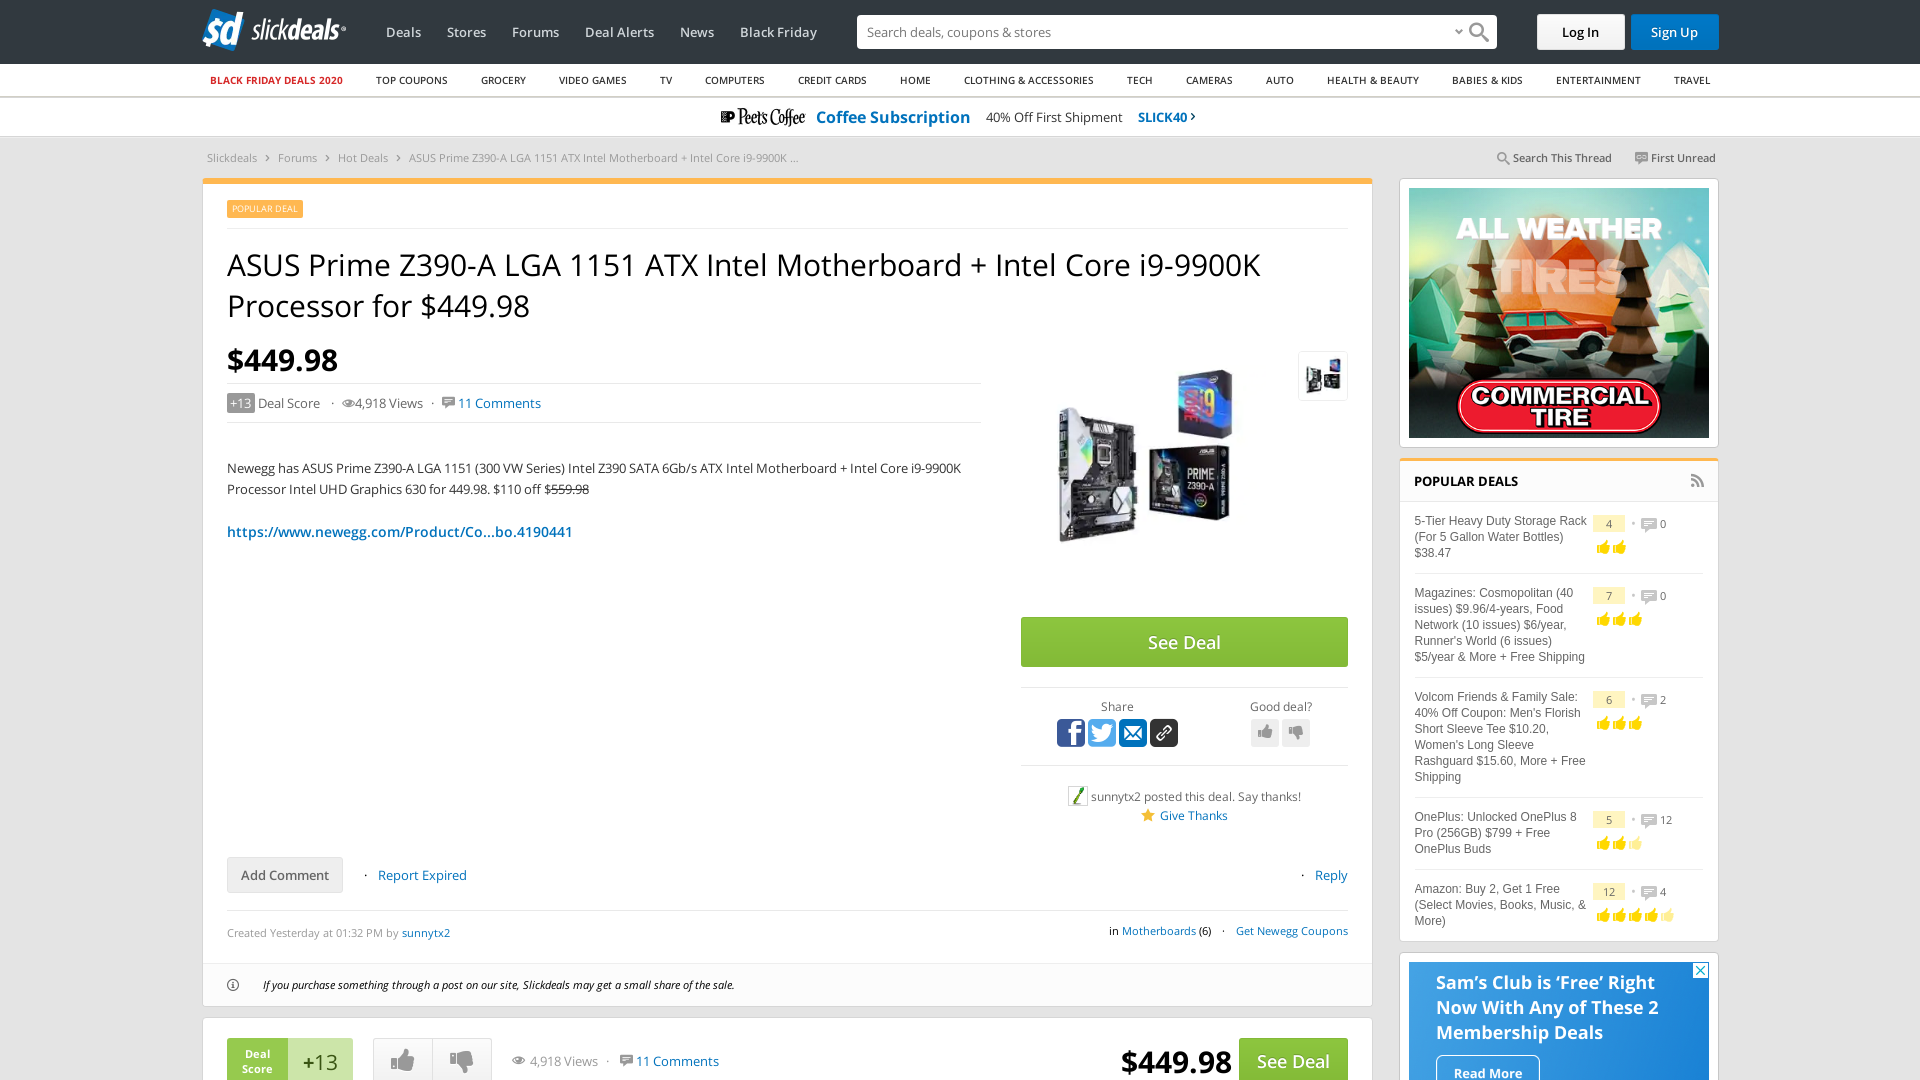 slickdeals
Deals
Stores
Forums
Deal Alerts
News
Black Friday
Search deals, coupons & stores
Log In
Sign Up
BLACK FRIDAY DEALS 2020
TOP COUPONS
GROCERY
VIDEO GAMES
TV
COMPUTERS
CREDIT CARDS
HOME
CLOTHING & ACCESSORIES
TECH
CAMERAS
AUTO
HEALTH & BEAUTY
BABIES & KIDS
ENTERTAINMENT
TRAVEL
Peet's Coffee
Coffee Subscription
40% Off First Shipment
SLICK40
Slickdeals
Forums
Hot Deals
ASUS Prime Z390-A LGA 1151 ATX Intel Motherboard + Intel Core i9-9900K ...
Search This Thread
First Unread
POPULAR DEAL
ASUS Prime Z390-A LGA 1151 ATX Intel Motherboard + Intel Core i9-9900K
Processor for $449.98
$449.98
+13 Deal Score · 4,918 Views · 11 Comments
Newegg has ASUS Prime Z390-A LGA 1151 (300 VW Series) Intel Z390 SATA 6Gb/s ATX Intel Motherboard + Intel Core i9-9900K
Processor Intel UHD Graphics 630 for 449.98. $110 off $559.98
https://www.newegg.com/Product/Co...bo.4190441
PRIME
Z390-A
See Deal
Share
Good deal?
sunnytx2 posted this deal. Say thanks!
Give Thanks
Add Comment
· Report Expired
· Reply
Created Yesterday at 01:32 PM by sunnytx2
in Motherboards (6) · Get Newegg Coupons
If you purchase something through a post on our site, Slickdeals may get a small share of the sale.
Deal
Score
+13
4,918 Views · 11 Comments
$449.98
See Deal
ALL WEATHER
TIRES
COMMERCIAL
TIRE
POPULAR DEALS
5-Tier Heavy Duty Storage Rack
(For 5 Gallon Water Bottles)
$38.47
4 · 0
Magazines: Cosmopolitan (40
issues) $9.96/4-years, Food
Network (10 issues) $6/year,
Runner's World (6 issues)
$5/year & More + Free Shipping
7 · 0
Volcom Friends & Family Sale:
40% Off Coupon: Men's Florish
Short Sleeve Tee $10.20,
Women's Long Sleeve
Rashguard $15.60, More + Free
Shipping
6 · 2
OnePlus: Unlocked OnePlus 8
Pro (256GB) $799 + Free
OnePlus Buds
5 · 12
Amazon: Buy 2, Get 1 Free
(Select Movies, Books, Music, &
More)
12 · 4
Sam's Club is ‘Free’ Right
Now With Any of These 2
Membership Deals
Read More